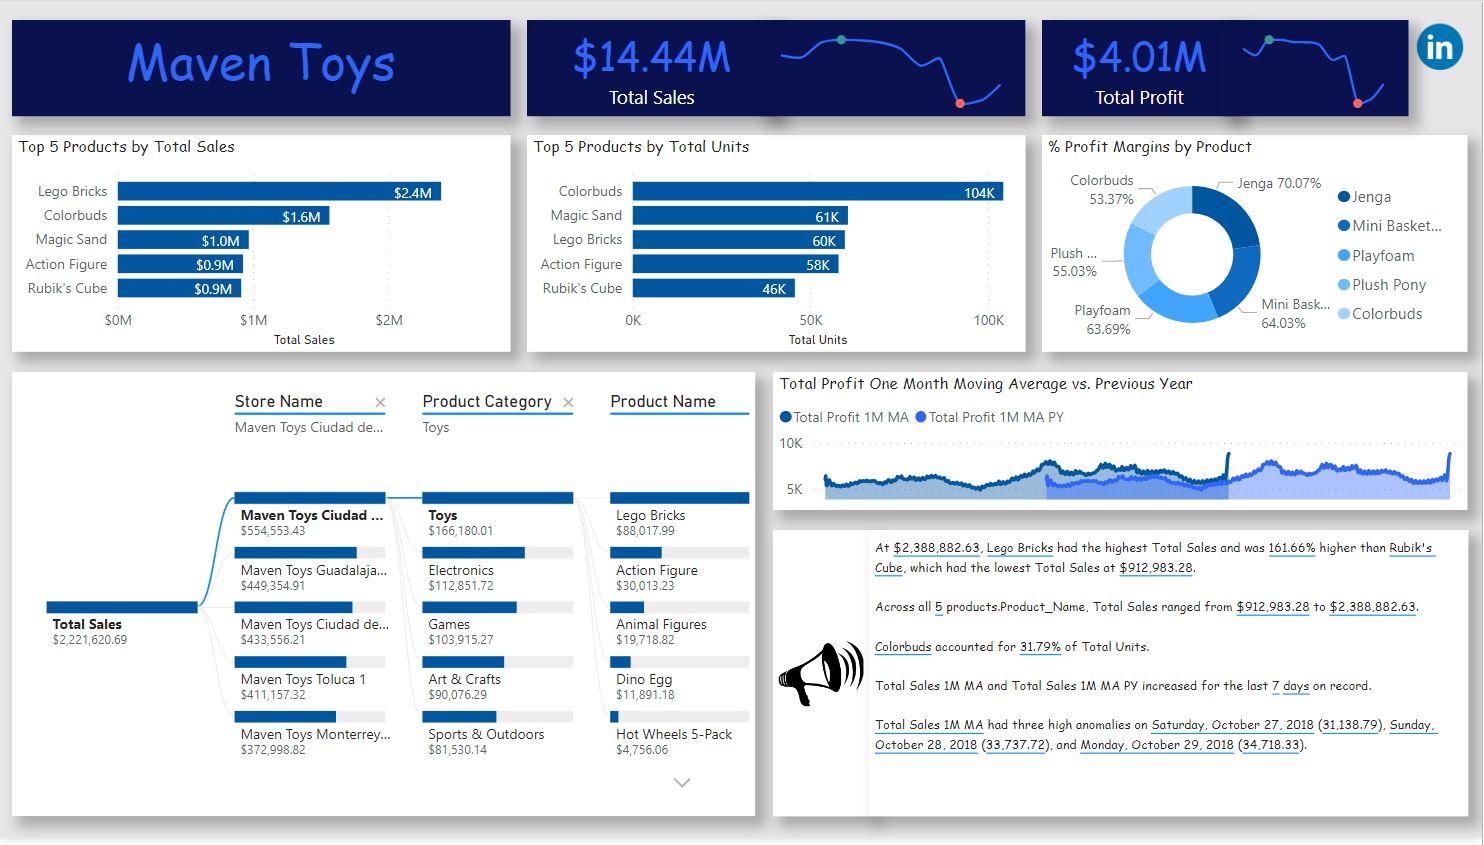 Maven Toys
$14.44M
Total Sales
$4.01M
Total Profit
in
Top 5 Products by Total Sales
Lego Bricks $2.4M
Colorbuds $1.6M
Magic Sand $1.0M
Action Figure $0.9M
Rubik's Cube $0.9M
$0M $1M $2M
Total Sales
Top 5 Products by Total Units
Colorbuds 104K
Magic Sand 61K
Lego Bricks 60K
Action Figure 58K
Rubik's Cube 46K
0K 50K 100K
Total Units
% Profit Margins by Product
Colorbuds
53.37%
Jenga 70.07%
Plush ...
55.03%
Playfoam
63.69%
Mini Bask...
64.03%
Jenga
Mini Basket...
Playfoam
Plush Pony
Colorbuds
Store Name
Maven Toys Ciudad de...
Product Category
Toys
Product Name
Total Sales
$2,221,620.69
Maven Toys Ciudad ...
$554,553.43
Maven Toys Guadalaja...
$449,354.91
Maven Toys Ciudad de...
$433,556.21
Maven Toys Toluca 1
$411,157.32
Maven Toys Monterrey...
$372,998.82
Toys
$166,180.01
Electronics
$112,851.72
Games
$103,915.27
Art & Crafts
$90,076.29
Sports & Outdoors
$81,530.14
Lego Bricks
$88,017.99
Action Figure
$30,013.23
Animal Figures
$19,718.82
Dino Egg
$11,891.18
Hot Wheels 5-Pack
$4,756.06
Total Profit One Month Moving Average vs. Previous Year
Total Profit 1M MA Total Profit 1M MA PY
10K
5K
At $2,388,882.63, Lego Bricks had the highest Total Sales and was 161.66% higher than Rubik's
Cube, which had the lowest Total Sales at $912,983.28.
Across all 5 products.Product_Name, Total Sales ranged from $912,983.28 to $2,388,882.63.
Colorbuds accounted for 31.79% of Total Units.
Total Sales 1M MA and Total Sales 1M MA PY increased for the last 7 days on record.
Total Sales 1M MA had three high anomalies on Saturday, October 27, 2018 (31,138.79), Sunday,
October 28, 2018 (33,737.72), and Monday, October 29, 2018 (34,718.33).